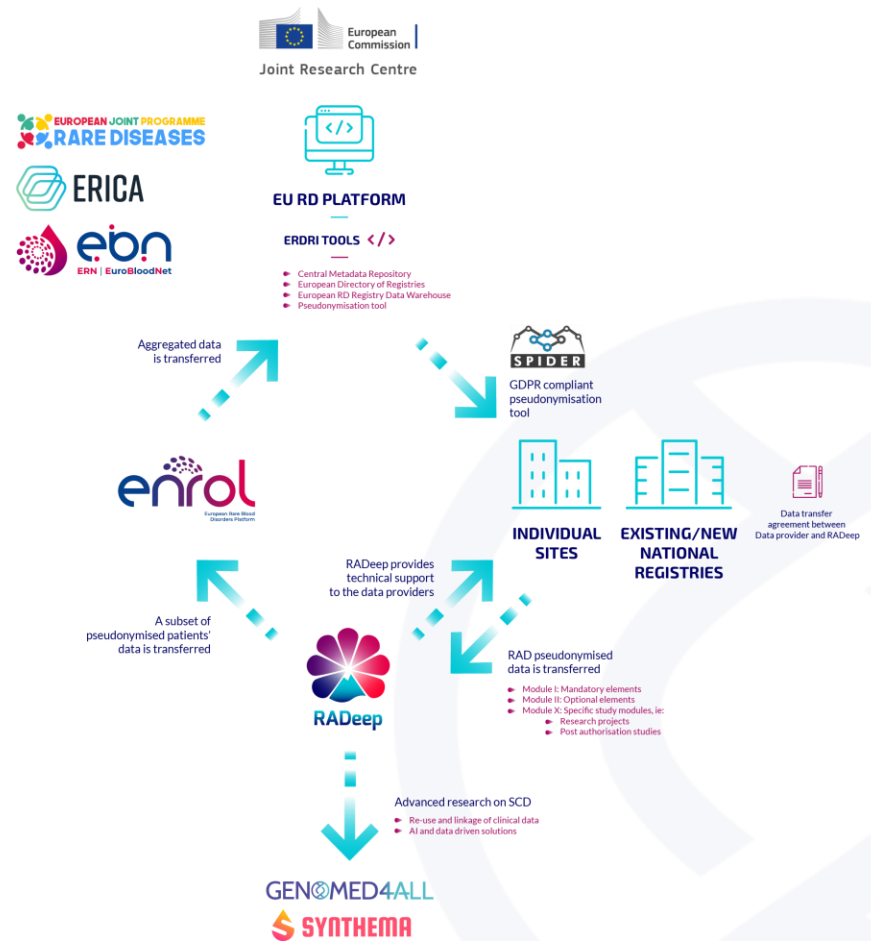 European
Commission
Joint Research Centre
EUROPEAN JOINT PROGRAMME
RARE DISEASES
ERICA
ebn
ERN | EuroBloodNet
</>
EU RD PLATFORM
ERDRI TOOLS </>
Central Metadata Repository
European Directory of Registries
European RD Registry Data Warehouse
Pseudonymisation tool
Aggregated data
is transferred
SPIDER
GDPR compliant
pseudonymisation
tool
enrol
European Rare Blood
Disorders Platform
INDIVIDUAL
SITES
EXISTING/NEW
NATIONAL
REGISTRIES
Data transfer
agreement between
Data provider and RADeep
RADeep provides
technical support
to the data providers
A subset of
pseudonymised patients'
data is transferred
RADeep
RAD pseudonymised
data is transferred
Module I: Mandatory elements
Module II: Optional elements
Module X: Specific study modules, ie:
Research projects
Post authorisation studies
Advanced research on SCD
Re-use and linkage of clinical data
AI and data driven solutions
GENOMED4ALL
SYNTHEMA